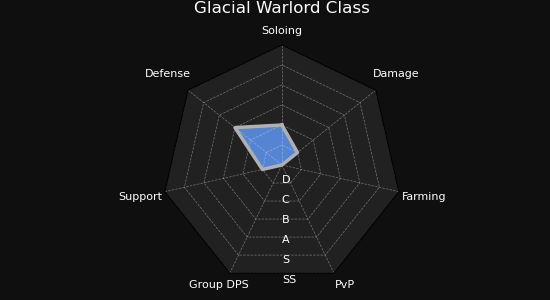 Glacial Warlord Class
Soloing
Defense
Damage
Support
Farming
D
C
B
A
S
SS
Group DPS
PvP